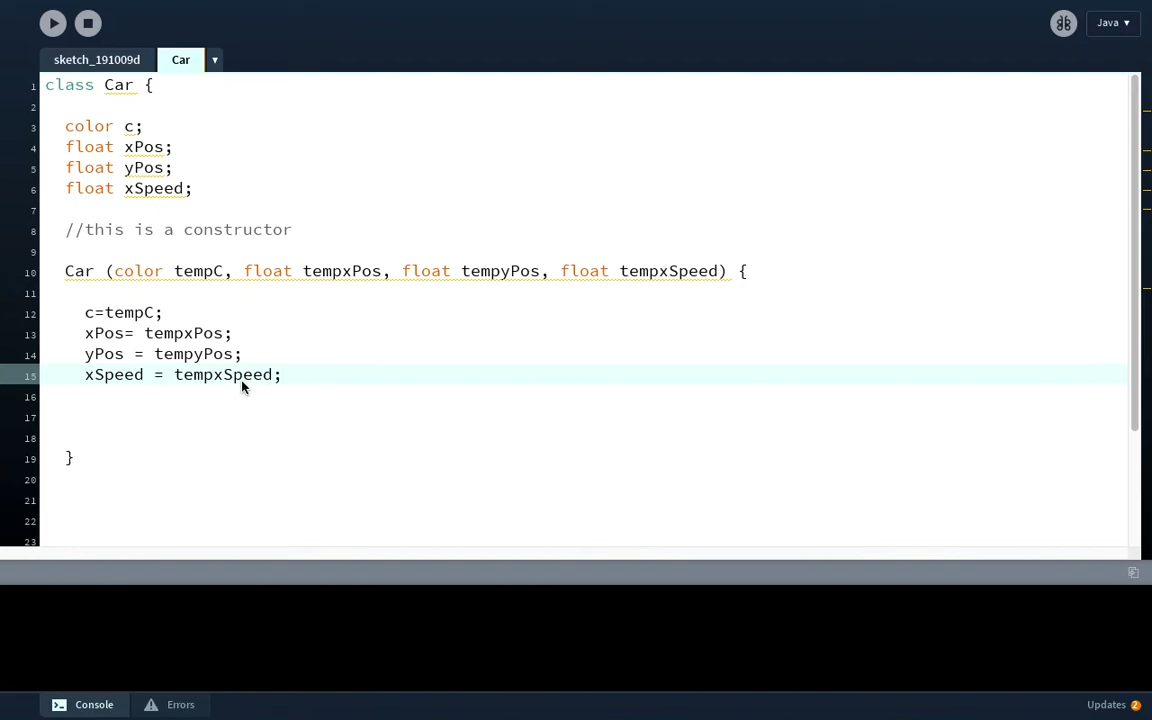 Java ▾
sketch_191009d
Car
▾
1 class Car {
2
3 color c;
4 float xPos;
5 float yPos;
6 float xSpeed;
7
8 //this is a constructor
9
10 Car (color tempC, float tempxPos, float tempyPos, float tempxSpeed) {
11
12 c=tempC;
13 xPos= tempxPos;
14 yPos = tempyPos;
15 xSpeed = tempxSpeed;
16
17
18
19 }
20
21
22
23
Console
Errors
Updates 2